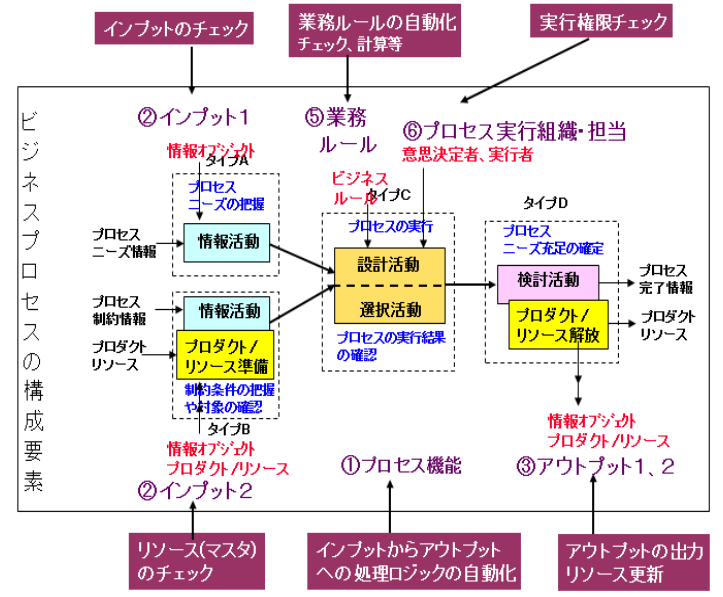 インプットのチェック
業務ルールの自動化
チェック、計算等
実行権限チェック
ビジネスプロセスの構成要素
②インプット1
⑤業務
ルール
⑥プロセス実行組織・担当
意思決定者、実行者
情報オブジェクト
タイプA
プロセス
ニーズの把握
ビジネス
ルール
タイプC
タイプD
プロセス
ニーズ情報
情報活動
プロセスの実行
設計活動
選択活動
プロセスの実行結果
の確認
プロセス
ニーズ充足の確定
検討活動
プロダクト/
リソース解放
プロセス
完了情報
プロダクト
リソース
プロセス
制約情報
プロダクト
リソース
情報活動
プロダクト/
リソース準備
制約条件の把握
や対象の確認
タイプB
情報オブジェクト
プロダクト/リソース
②インプット2
①プロセス機能
情報オブジェクト
プロダクト/リソース
③アウトプット1、2
リソース(マスタ)
のチェック
インプットからアウトプット
への処理ロジックの自動化
アウトプットの出力
リソース更新